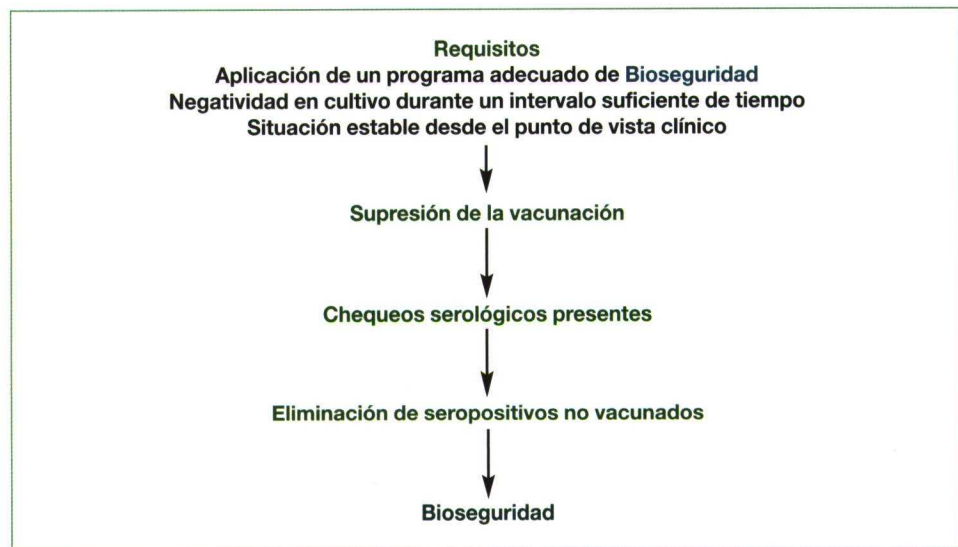 Requisitos
Aplicación de un programa adecuado de Bioseguridad
Negatividad en cultivo durante un intervalo suficiente de tiempo
Situación estable desde el punto de vista clínico
Supresión de la vacunación
Chequeos serológicos presentes
Eliminación de seropositivos no vacunados
Bioseguridad